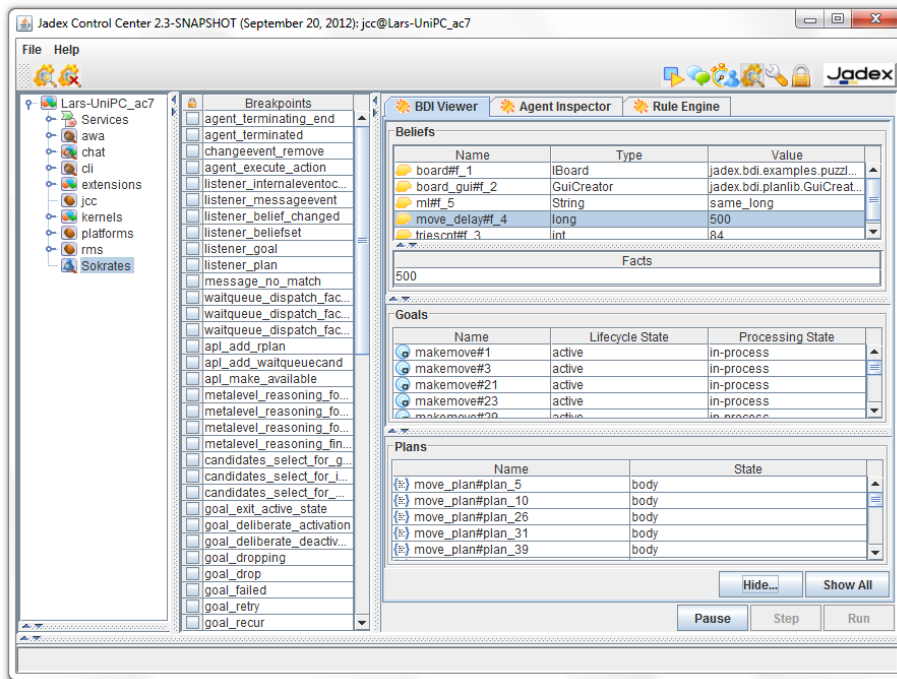 Jadex Control Center 2.3-SNAPSHOT (September 20, 2012): jcc@Lars-UniPC_ac7
File Help
Jadex
Lars-UniPC_ac7
Services
awa
chat
cli
extensions
jcc
kernels
platforms
rms
Sokrates
Breakpoints
agent_terminating_end
agent_terminated
changeevent_remove
agent_execute_action
listener_internaleventoc...
listener_messageevent
listener_belief_changed
listener_beliefset
listener_goal
listener_plan
message_no_match
waitqueue_dispatch_fac...
waitqueue_dispatch_fac...
waitqueue_dispatch_fac...
apl_add_rplan
apl_add_waitqueuecand
apl_make_available
metalevel_reasoning_fo...
metalevel_reasoning_fo...
metalevel_reasoning_fo...
metalevel_reasoning_fin...
candidates_select_for_g...
candidates_select_for_i...
candidates_select_for_...
goal_exit_active_state
goal_deliberate_activation
goal_deliberate_deactiv...
goal_dropping
goal_drop
goal_failed
goal_retry
goal_recur
BDI Viewer Agent Inspector Rule Engine
Beliefs
Name Type Value
board#f_1 IBoard jadex.bdi.examples.puzzl...
board_gui#f_2 GuiCreator jadex.bdi.planlib.GuiCreat...
ml#f_5 String same_long
move_delay#f_4 long 500
triescnt#f_3 int 84
Facts
500
Goals
Name Lifecycle State Processing State
makemove#1 active in-process
makemove#3 active in-process
makemove#21 active in-process
makemove#23 active in-process
makemove#29 active in-process
Plans
Name State
move_plan#plan_5 body
move_plan#plan_10 body
move_plan#plan_26 body
move_plan#plan_31 body
move_plan#plan_39 body
Hide... Show All
Pause Step Run